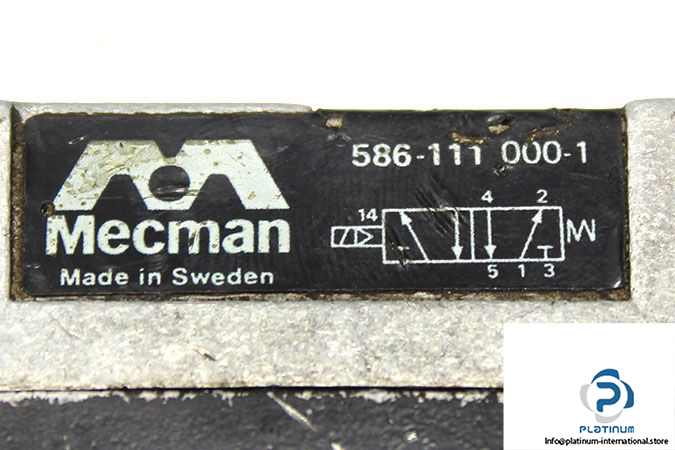 586-111 000-1
Mecman
Made in Sweden
14
4 2
5 1 3
PLATINUM
Info@platinum-international.store